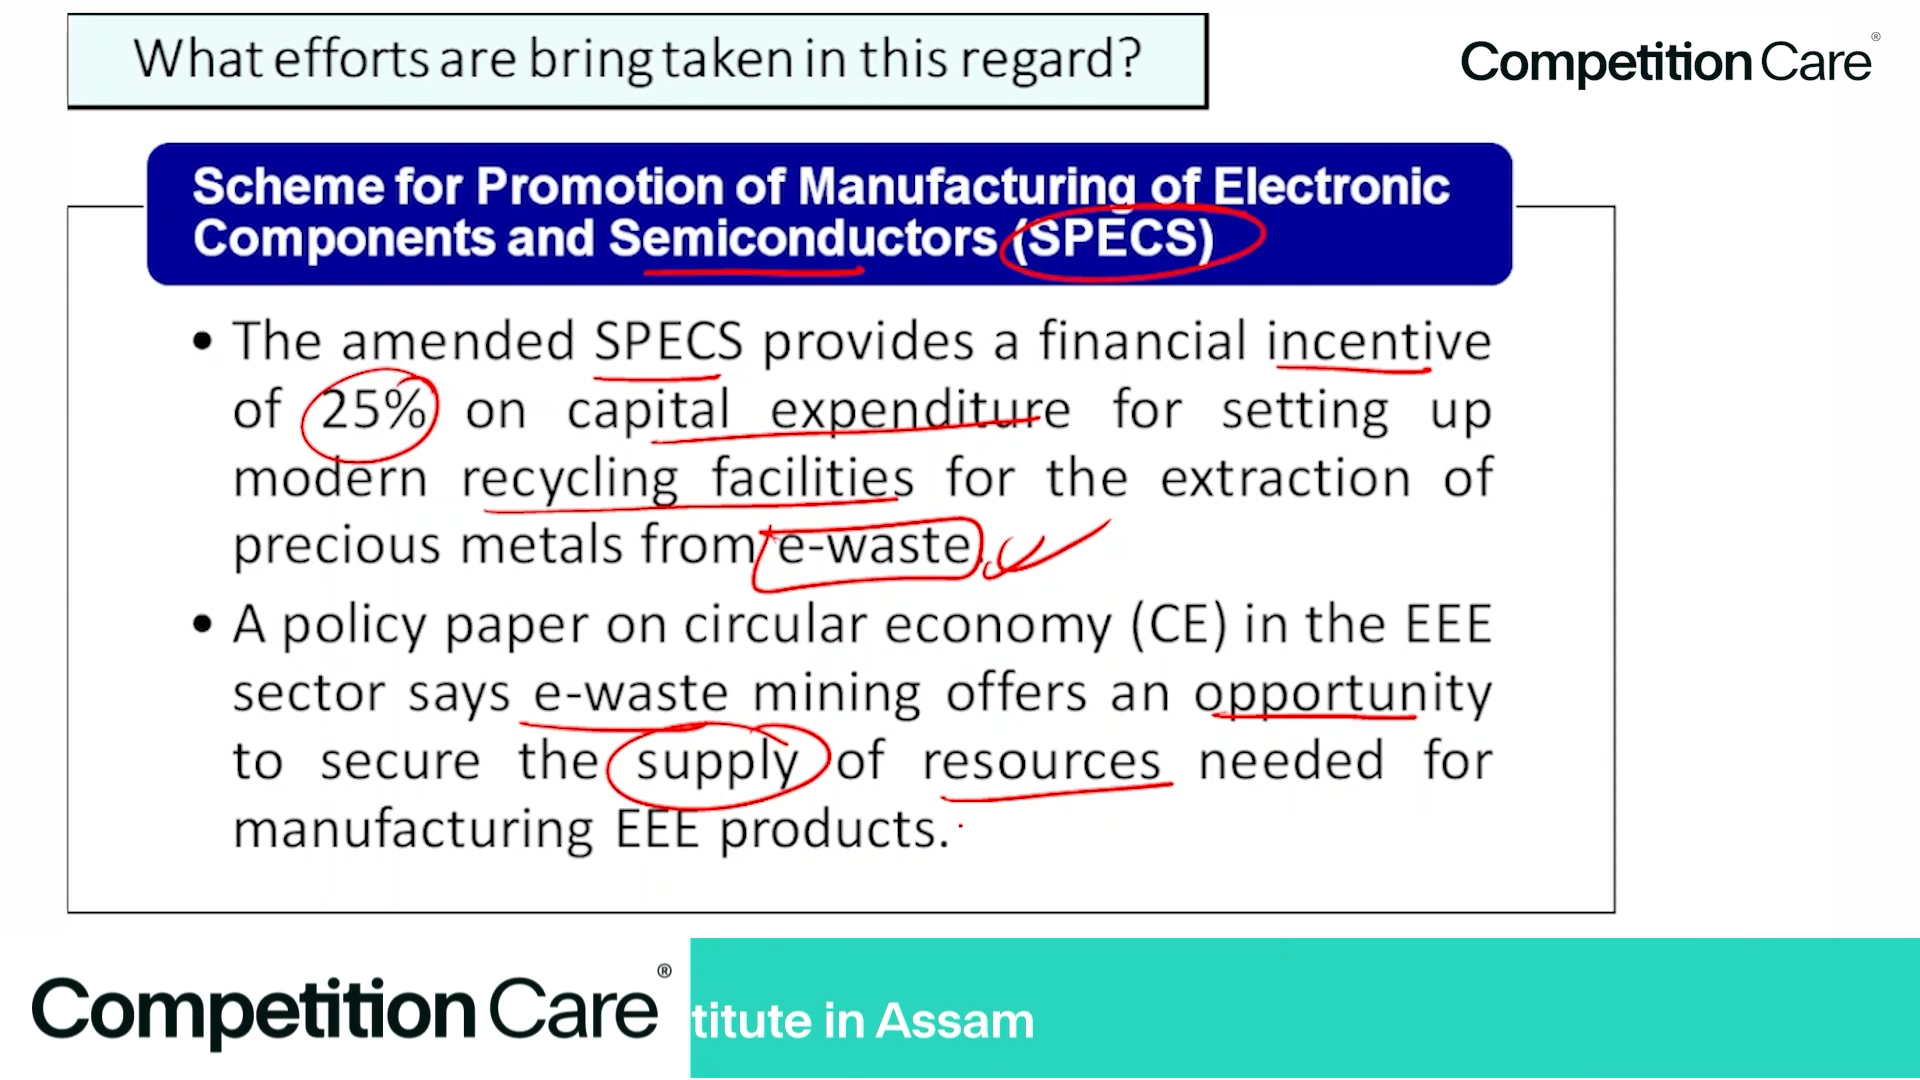 What efforts are bring taken in this regard?
Competition Care®
Scheme for Promotion of Manufacturing of Electronic
Components and Semiconductors (SPECS)
• The amended SPECS provides a financial incentive
of 25% on capital expenditure for setting up
modern recycling facilities for the extraction of
precious metals from e-waste.
• A policy paper on circular economy (CE) in the EEE
sector says e-waste mining offers an opportunity
to secure the supply of resources needed for
manufacturing EEE products.
Competition Care®
titute in Assam